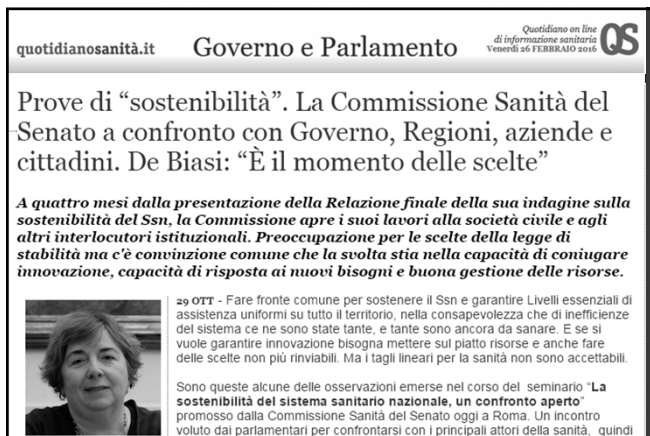 quotidianosanità.it
Governo e Parlamento
Quotidiano on line
di informazione sanitaria
Venerdì 26 FEBBRAIO 2016
QS
Prove di “sostenibilità”. La Commissione Sanità del
Senato a confronto con Governo, Regioni, aziende e
cittadini. De Biasi: “È il momento delle scelte”
A quattro mesi dalla presentazione della Relazione finale della sua indagine sulla
sostenibilità del Ssn, la Commissione apre i suoi lavori alla società civile e agli
altri interlocutori istituzionali. Preoccupazione per le scelte della legge di
stabilità ma c'è convinzione comune che la svolta stia nella capacità di coniugare
innovazione, capacità di risposta ai nuovi bisogni e buona gestione delle risorse.
29 OTT - Fare fronte comune per sostenere il Ssn e garantire Livelli essenziali di
assistenza uniformi su tutto il territorio, nella consapevolezza che di inefficienze
del sistema ce ne sono state tante, e tante sono ancora da sanare. E se si
vuole garantire innovazione bisogna mettere sul piatto risorse e anche fare
delle scelte non più rinviabili. Ma i tagli lineari per la sanità non sono accettabili.
Sono queste alcune delle osservazioni emerse nel corso del seminario “La
sostenibilità del sistema sanitario nazionale, un confronto aperto”
promosso dalla Commissione Sanità del Senato oggi a Roma. Un incontro
voluto dai parlamentari per confrontarsi con i principali attori della sanità, quindi